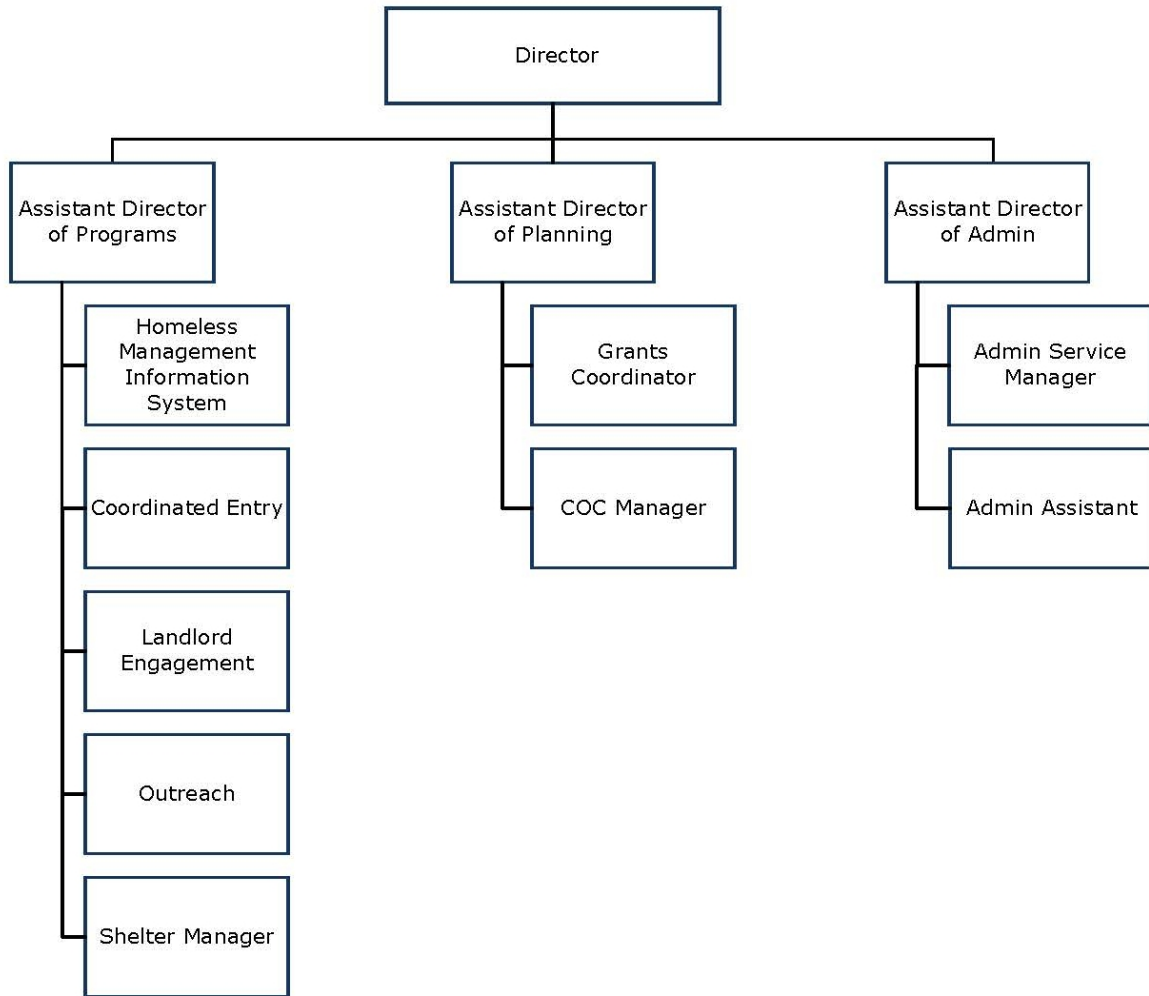 Director
Assistant Director
of Programs
Assistant Director
of Planning
Assistant Director
of Admin
Homeless
Management
Information
System
Grants
Coordinator
Admin Service
Manager
Coordinated Entry
COC Manager
Admin Assistant
Landlord
Engagement
Outreach
Shelter Manager